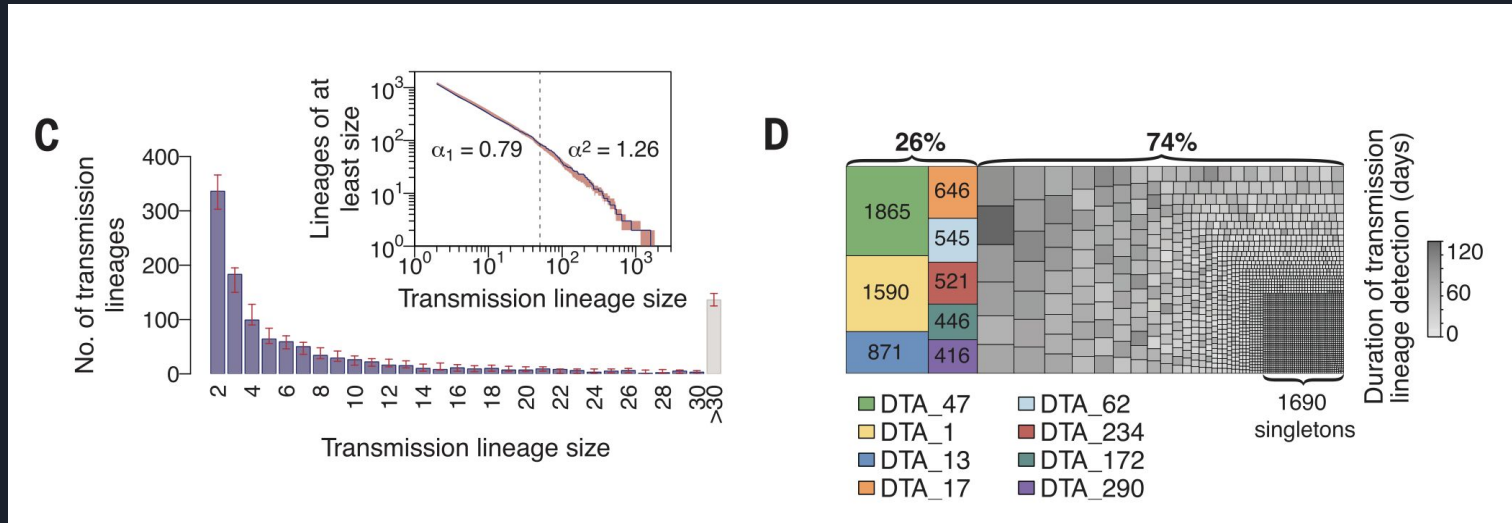 C
No. of transmission
lineages
400
300
200
100
0
2
4
6
8
10
12
14
16
18
20
22
24
26
28
30
>30
Transmission lineage size
Lineages of at
least size
10³
10²
10¹
10⁰
α₁ = 0.79
α² = 1.26
10⁰
10¹
10²
10³
Transmission lineage size
D
26%
74%
1865
1590
871
646
545
521
446
416
1690
singletons
DTA_47
DTA_1
DTA_13
DTA_17
DTA_62
DTA_234
DTA_172
DTA_290
Duration of transmission
lineage detection (days)
120
60
0